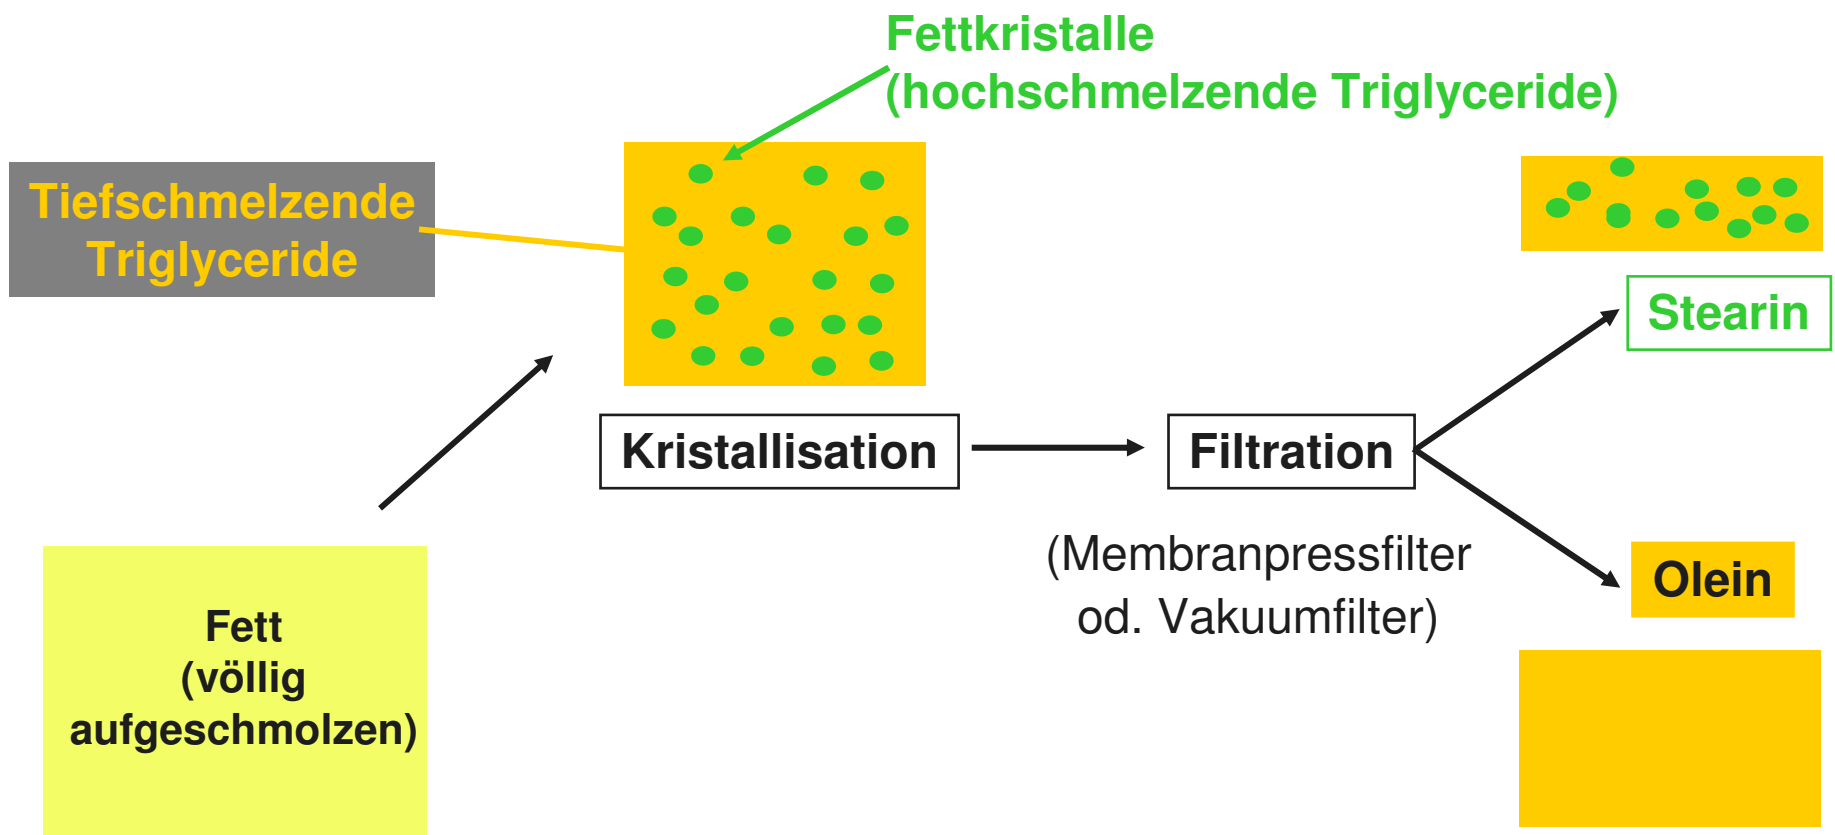 Fettkristalle
(hochschmelzende Triglyceride)
Tiefschmelzende
Triglyceride
Stearin
Kristallisation
Filtration
(Membranpressfilter
od. Vakuumfilter)
Olein
Fett
(völlig
aufgeschmolzen)